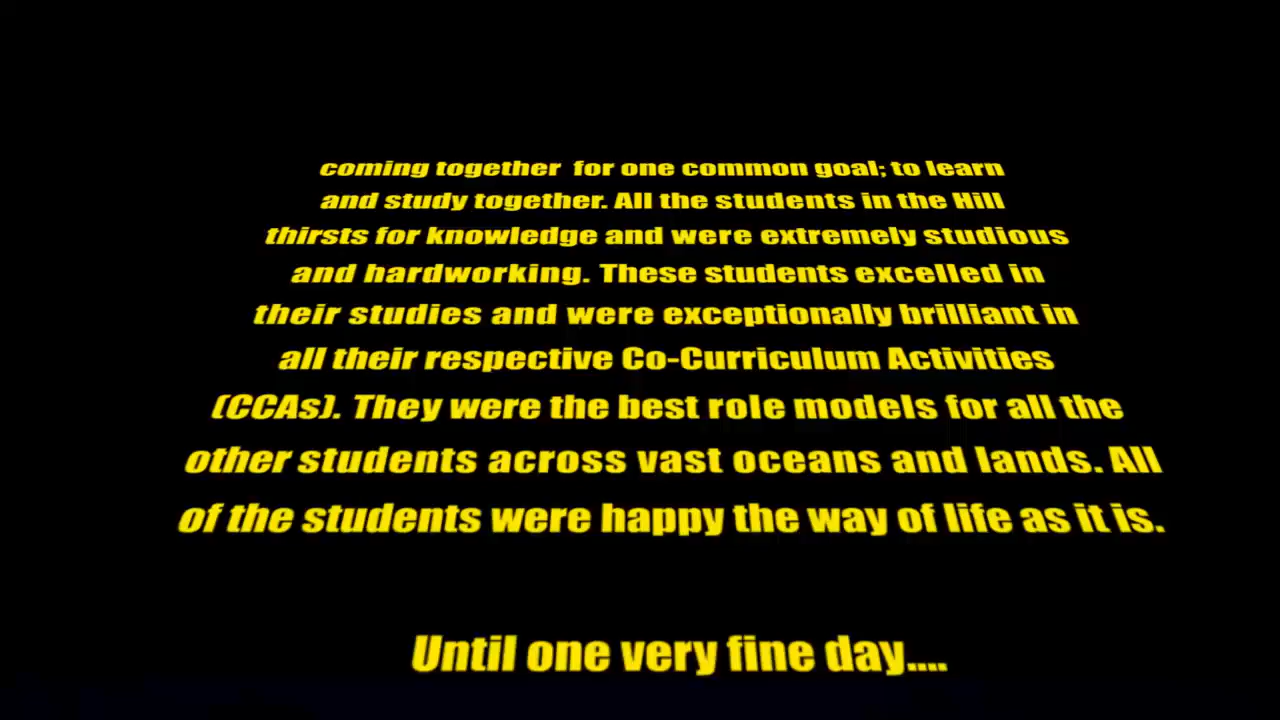 coming together for one common goal; to learn
and study together. All the students in the Hill
thirsts for knowledge and were extremely studious
and hardworking. These students excelled in
their studies and were exceptionally brilliant in
all their respective Co-Curriculum Activities
(CCAs). They were the best role models for all the
other students across vast oceans and lands. All
of the students were happy the way of life as it is.
Until one very fine day....